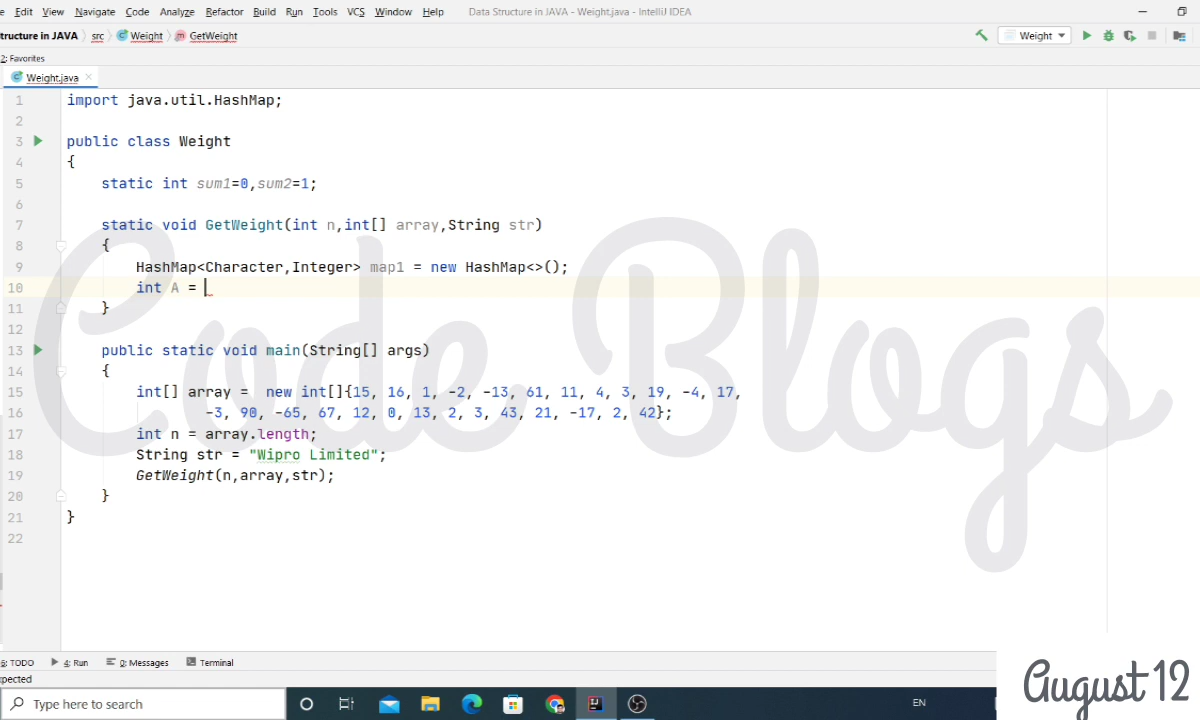 e Edit View Navigate Code Analyze Refactor Build Run Tools VCS Window Help Data Structure in JAVA - Weight.java - IntelliJ IDEA
tructure in JAVA src Weight GetWeight Weight
2: Favorites
Weight.java
1 import java.util.HashMap;
2
3 public class Weight
4 {
5 static int sum1=0,sum2=1;
6
7 static void GetWeight(int n,int[] array,String str)
8 {
9 HashMap<Character,Integer> map1 = new HashMap<>();
10 int A =
11 }
12
13 public static void main(String[] args)
14 {
15 int[] array = new int[]{15, 16, 1, -2, -13, 61, 11, 4, 3, 19, -4, 17,
16 -3, 90, -65, 67, 12, 0, 13, 2, 3, 43, 21, -17, 2, 42};
17 int n = array.length;
18 String str = "Wipro Limited";
19 GetWeight(n,array,str);
20 }
21 }
22
Code Blogs
6: TODO 4: Run 0: Messages Terminal
xpected
Type here to search EN
August 12